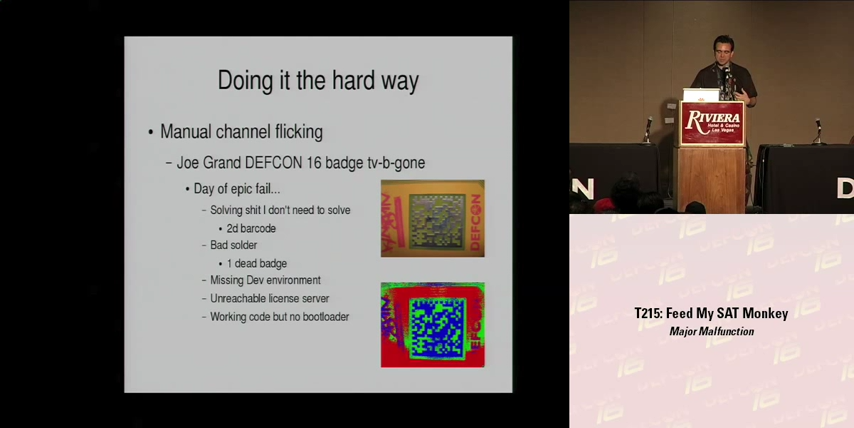 Doing it the hard way
• Manual channel flicking
– Joe Grand DEFCON 16 badge tv-b-gone
• Day of epic fail...
– Solving shit I don't need to solve
• 2d barcode
– Bad solder
• 1 dead badge
– Missing Dev environment
– Unreachable license server
– Working code but no bootloader
DEFCON
RIVIERA
Hotel & Casino
Las Vegas
ON
D
T215: Feed My SAT Monkey
Major Malfunction